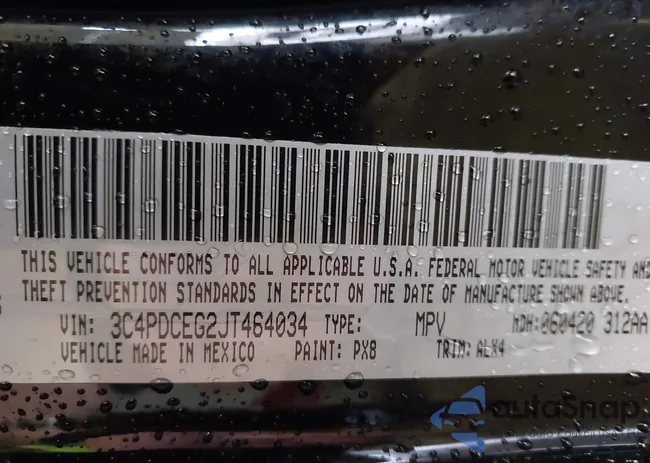 THIS VEHICLE CONFORMS TO ALL APPLICABLE U.S.A. FEDERAL MOTOR VEHICLE SAFETY AND
THEFT PREVENTION STANDARDS IN EFFECT ON THE DATE OF MANUFACTURE SHOWN ABOVE.
VIN: 3C4PDCEG2JT464034 TYPE: MPV MDH: 060420 312AA
VEHICLE MADE IN MEXICO PAINT: PX8 TRIM: ALX4
autoSnap